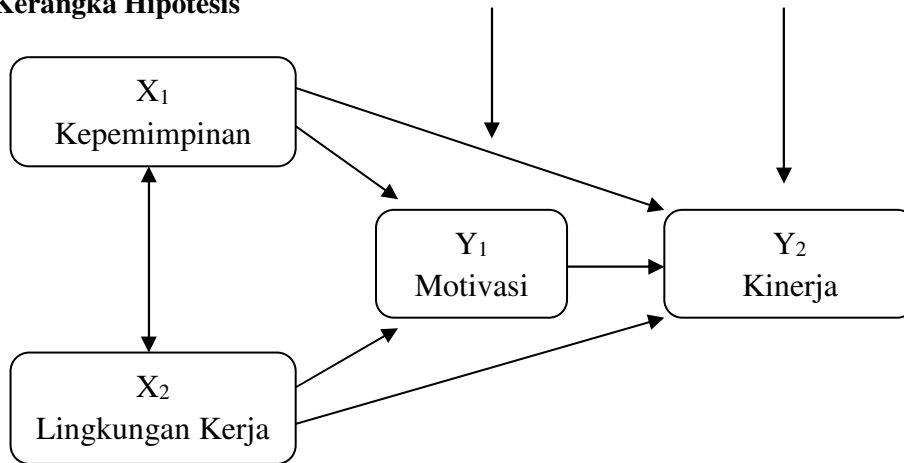 Kerangka Hipotesis
X₁
Kepemimpinan
Y₁
Motivasi
Y₂
Kinerja
X₂
Lingkungan Kerja